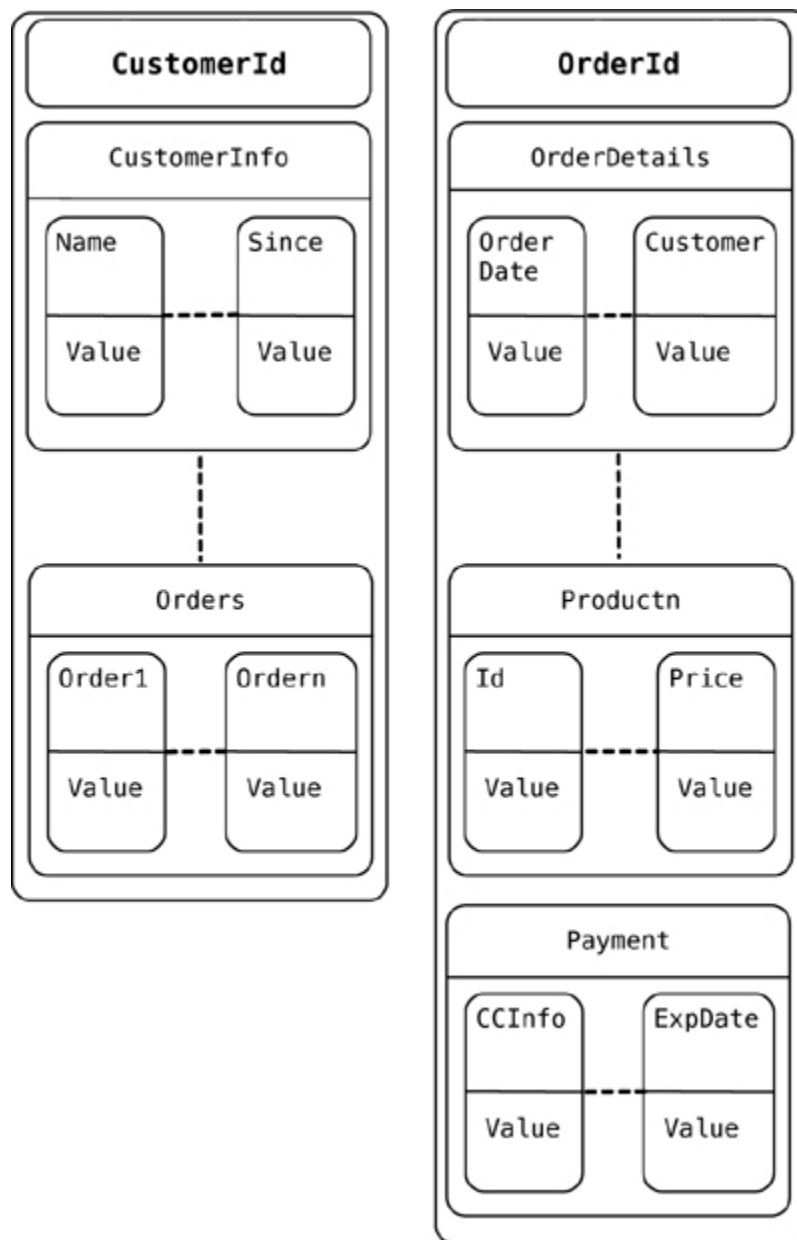 CustomerId
CustomerInfo
Name
Since
Value
Value
Orders
Order1
Ordern
Value
Value
OrderId
OrderDetails
Order
Date
Customer
Value
Value
Productn
Id
Price
Value
Value
Payment
CCInfo
ExpDate
Value
Value